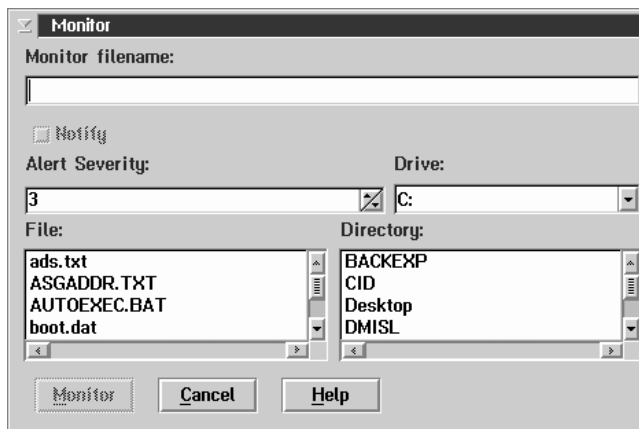 Monitor
Monitor filename:
Notify
Alert Severity:
Drive:
3
C:
File:
Directory:
ads.txt
ASGADDR.TXT
AUTOEXEC.BAT
boot.dat
BACKEXP
CID
Desktop
DMISL
Monitor
Cancel
Help